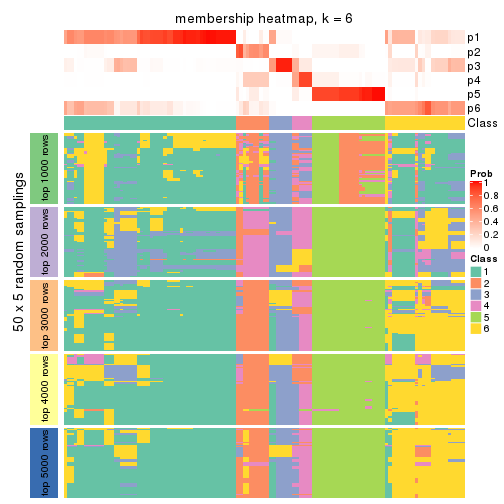 membership heatmap, k = 6
p1
p2
p3
p4
p5
p6
Class
50 x 5 random samplings
top 1000 rows
top 2000 rows
top 3000 rows
top 4000 rows
top 5000 rows
Prob
1
0.8
0.6
0.4
0.2
0
Class
1
2
3
4
5
6